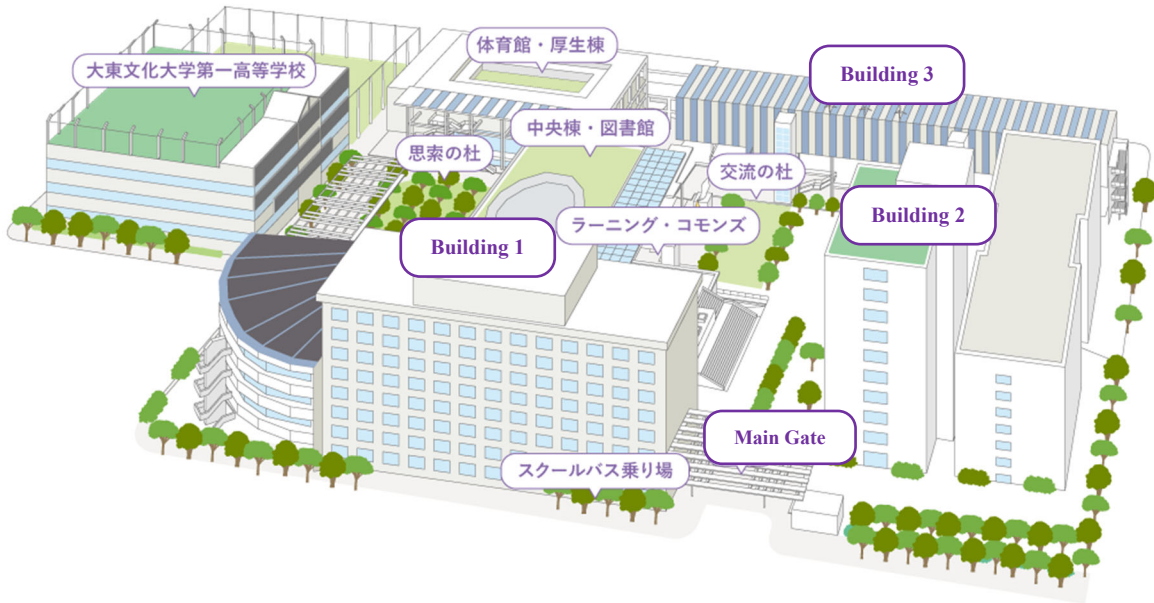 体育館・厚生棟
大東文化大学第一高等学校
Building 3
中央棟・図書館
思索の杜
交流の杜
Building 2
ラーニング・コモンズ
Building 1
Main Gate
スクールバス乗り場